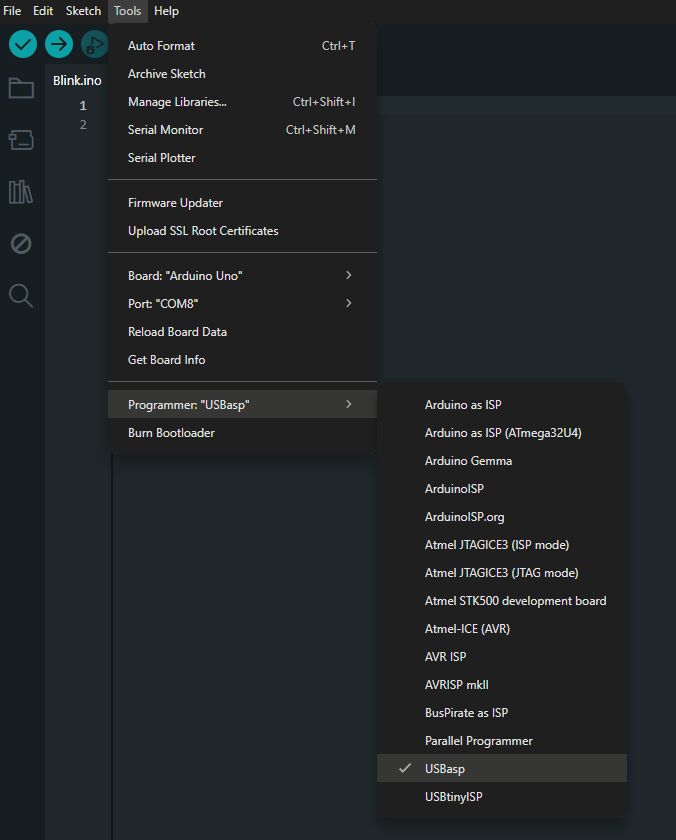 File Edit Sketch Tools Help
Blink.ino
1
2
Auto Format Ctrl+T
Archive Sketch
Manage Libraries... Ctrl+Shift+I
Serial Monitor Ctrl+Shift+M
Serial Plotter
Firmware Updater
Upload SSL Root Certificates
Board: "Arduino Uno"
Port: "COM8"
Reload Board Data
Get Board Info
Programmer: "USBasp"
Burn Bootloader
Arduino as ISP
Arduino as ISP (ATmega32U4)
Arduino Gemma
ArduinoISP
ArduinoISP.org
Atmel JTAGICE3 (ISP mode)
Atmel JTAGICE3 (JTAG mode)
Atmel STK500 development board
Atmel-ICE (AVR)
AVR ISP
AVRISP mkII
BusPirate as ISP
Parallel Programmer
USBasp
USBtinyISP